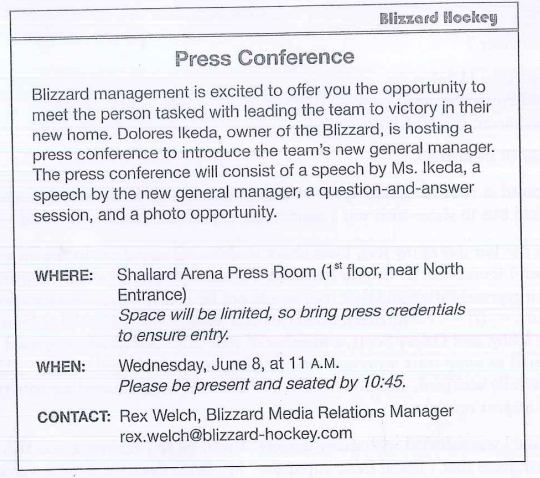 Blizzard Hockey
Press Conference
Blizzard management is excited to offer you the opportunity to
meet the person tasked with leading the team to victory in their
new home. Dolores Ikeda, owner of the Blizzard, is hosting a
press conference to introduce the team's new general manager.
The press conference will consist of a speech by Ms. Ikeda, a
speech by the new general manager, a question-and-answer
session, and a photo opportunity.
WHERE: Shallard Arena Press Room (1st floor, near North
Entrance)
Space will be limited, so bring press credentials
to ensure entry.
WHEN: Wednesday, June 8, at 11 A.M.
Please be present and seated by 10:45.
CONTACT: Rex Welch, Blizzard Media Relations Manager
rex.welch@blizzard-hockey.com